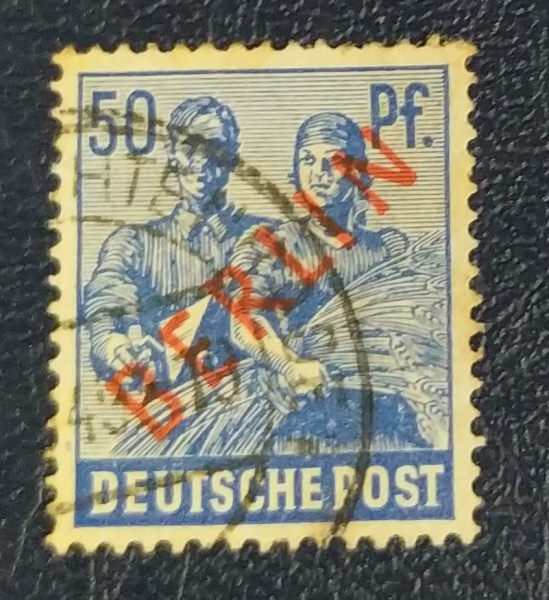 50 Pf.
BERLIN
DEUTSCHE POST